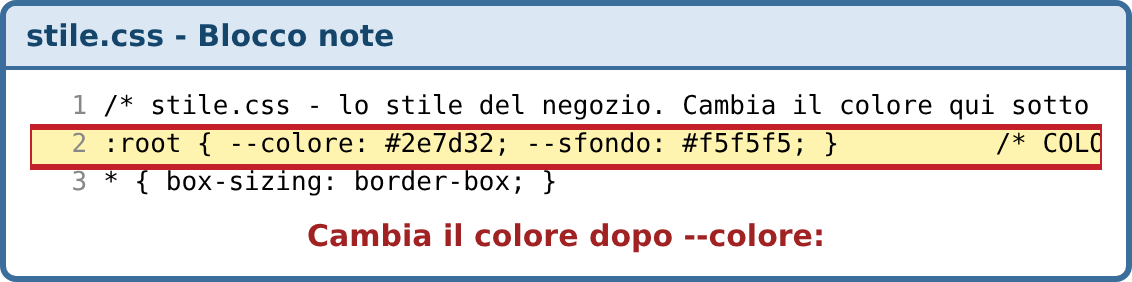 stile.css - Blocco note
1 /* stile.css - lo stile del negozio. Cambia il colore qui sotto
2 :root { --colore: #2e7d32; --sfondo: #f5f5f5; } /* COLO
3 * { box-sizing: border-box; }
Cambia il colore dopo --colore: